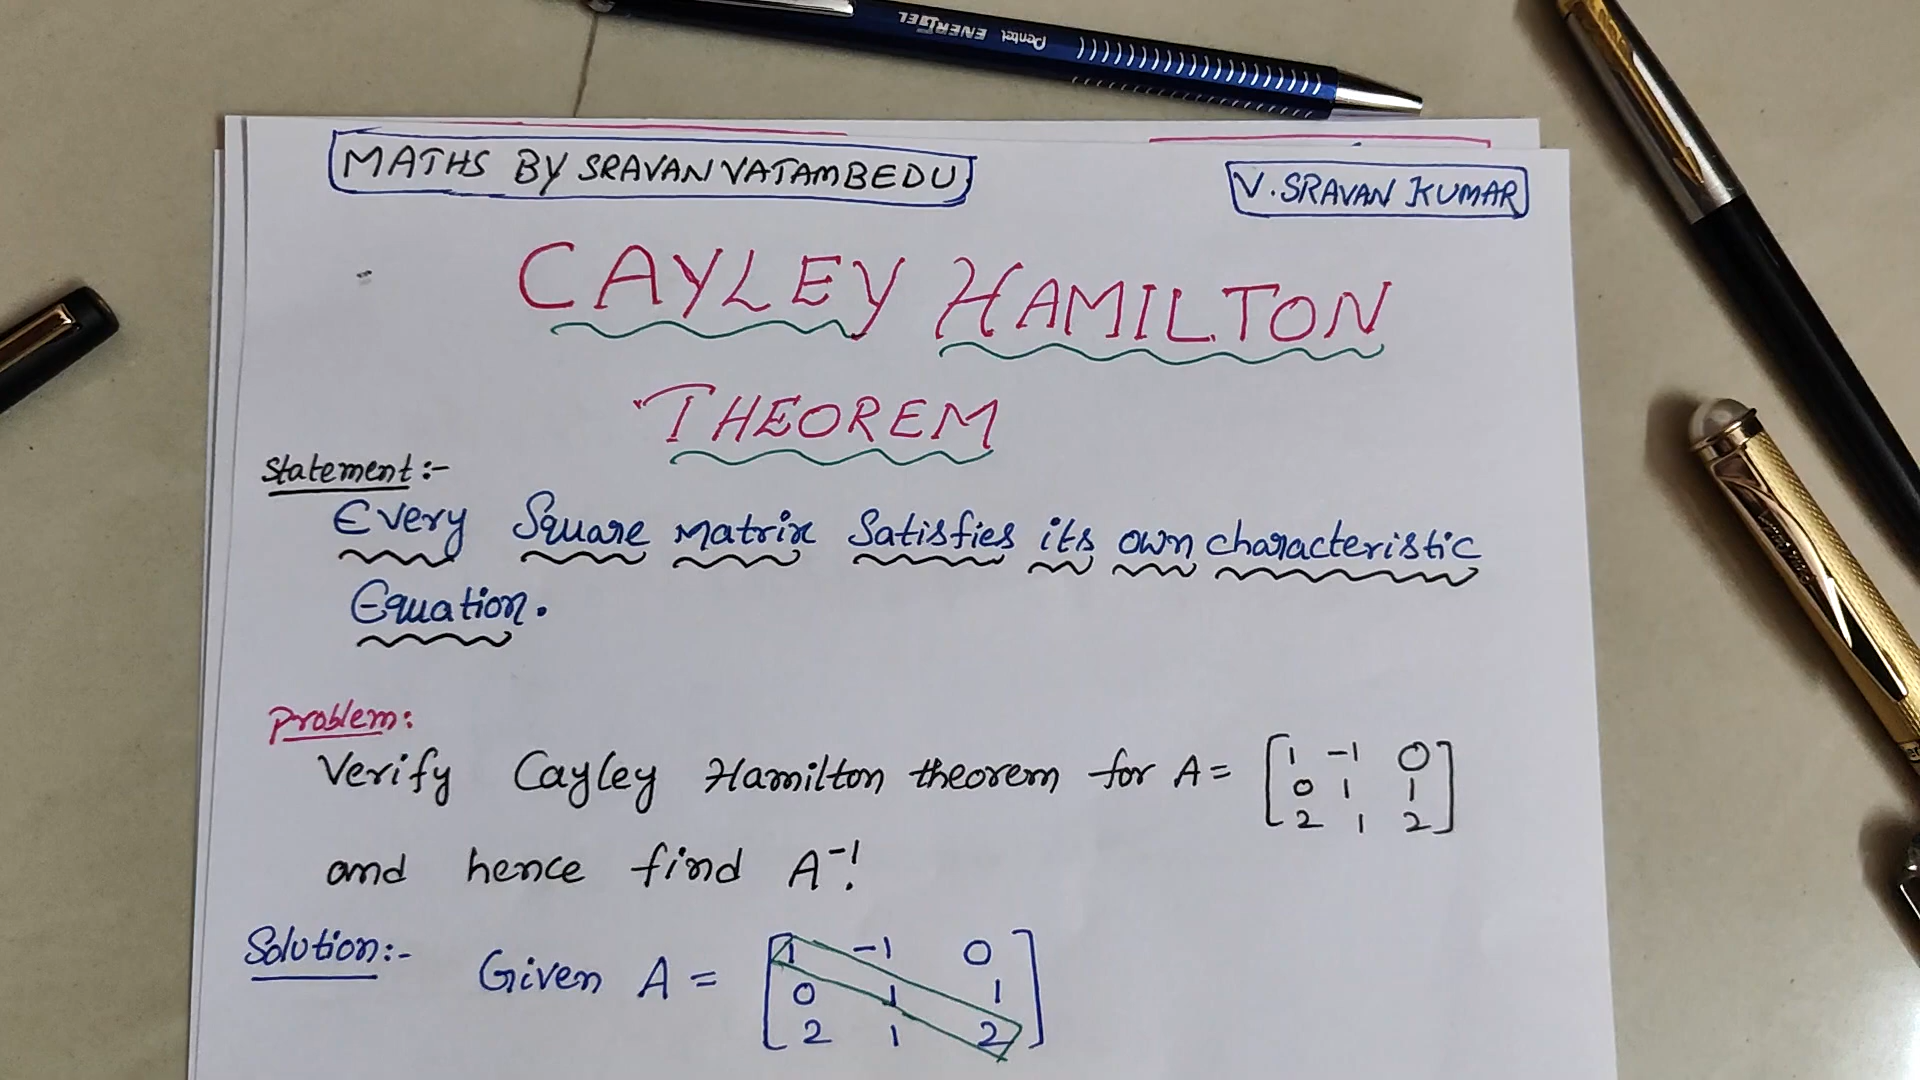 Pentel ENERGEL
MATHS BY SRAVAN VATAMBEDU
V. SRAVAN KUMAR
CAYLEY HAMILTON
THEOREM
Statement :-
Every Square Matrix Satisfies its own characteristic
Equation.
Problem:
Verify Cayley Hamilton theorem for A = [1 -1 0
0 1 1
2 1 2]
and hence find A⁻¹.
Solution:- Given A = [1 -1 0
0 1 1
2 1 2]